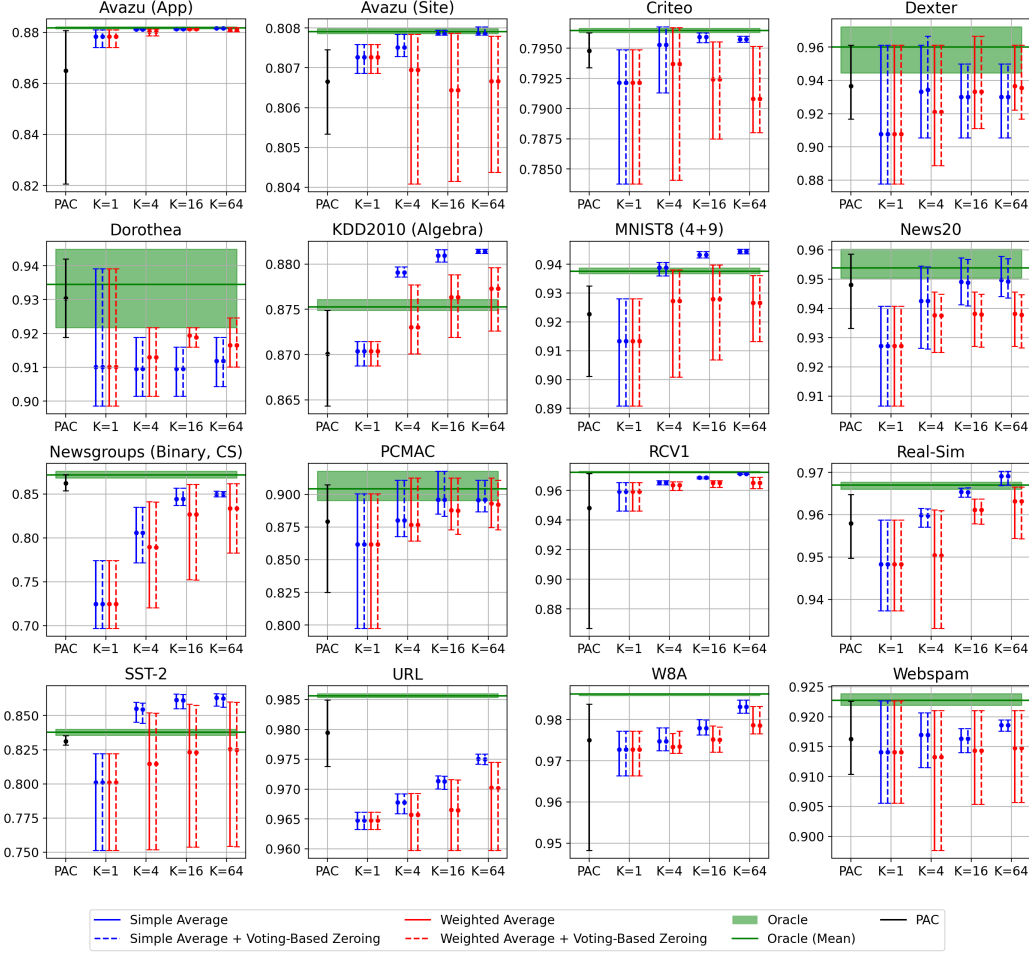 Avazu (App)
0.88
0.86
0.84
0.82
PAC K=1 K=4 K=16 K=64
Avazu (Site)
0.808
0.807
0.806
0.805
0.804
PAC K=1 K=4 K=16 K=64
Criteo
0.7950
0.7925
0.7900
0.7875
0.7850
PAC K=1 K=4 K=16 K=64
Dexter
0.96
0.94
0.92
0.90
0.88
PAC K=1 K=4 K=16 K=64
Dorothea
0.94
0.93
0.92
0.91
0.90
PAC K=1 K=4 K=16 K=64
KDD2010 (Algebra)
0.880
0.875
0.870
0.865
PAC K=1 K=4 K=16 K=64
MNIST8 (4+9)
0.94
0.93
0.92
0.91
0.90
0.89
PAC K=1 K=4 K=16 K=64
News20
0.96
0.95
0.94
0.93
0.92
0.91
PAC K=1 K=4 K=16 K=64
Newsgroups (Binary, CS)
0.85
0.80
0.75
0.70
PAC K=1 K=4 K=16 K=64
PCMAC
0.900
0.875
0.850
0.825
0.800
PAC K=1 K=4 K=16 K=64
RCV1
0.96
0.94
0.92
0.90
0.88
PAC K=1 K=4 K=16 K=64
Real-Sim
0.97
0.96
0.95
0.94
PAC K=1 K=4 K=16 K=64
SST-2
0.850
0.825
0.800
0.775
0.750
PAC K=1 K=4 K=16 K=64
URL
0.985
0.980
0.975
0.970
0.965
0.960
PAC K=1 K=4 K=16 K=64
W8A
0.98
0.97
0.96
0.95
PAC K=1 K=4 K=16 K=64
Webspam
0.925
0.920
0.915
0.910
0.905
0.900
PAC K=1 K=4 K=16 K=64
Simple Average
Simple Average + Voting-Based Zeroing
Weighted Average
Weighted Average + Voting-Based Zeroing
Oracle
Oracle (Mean)
PAC